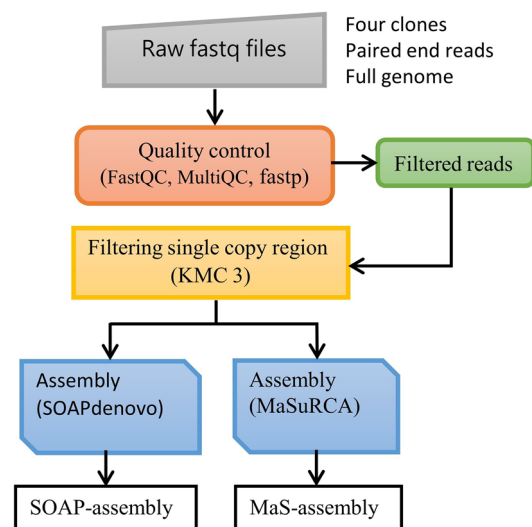 Raw fastq files
Four clones
Paired end reads
Full genome
Quality control
(FastQC, MultiQC, fastp)
Filtered reads
Filtering single copy region
(KMC 3)
Assembly
(SOAPdenovo)
Assembly
(MaSuRCA)
SOAP-assembly
MaS-assembly